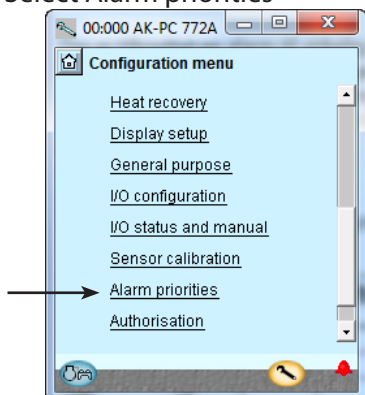 Select Alarm priorities
00:000 AK-PC 772A
Configuration menu
Heat recovery
Display setup
General purpose
I/O configuration
I/O status and manual
Sensor calibration
Alarm priorities
Authorisation